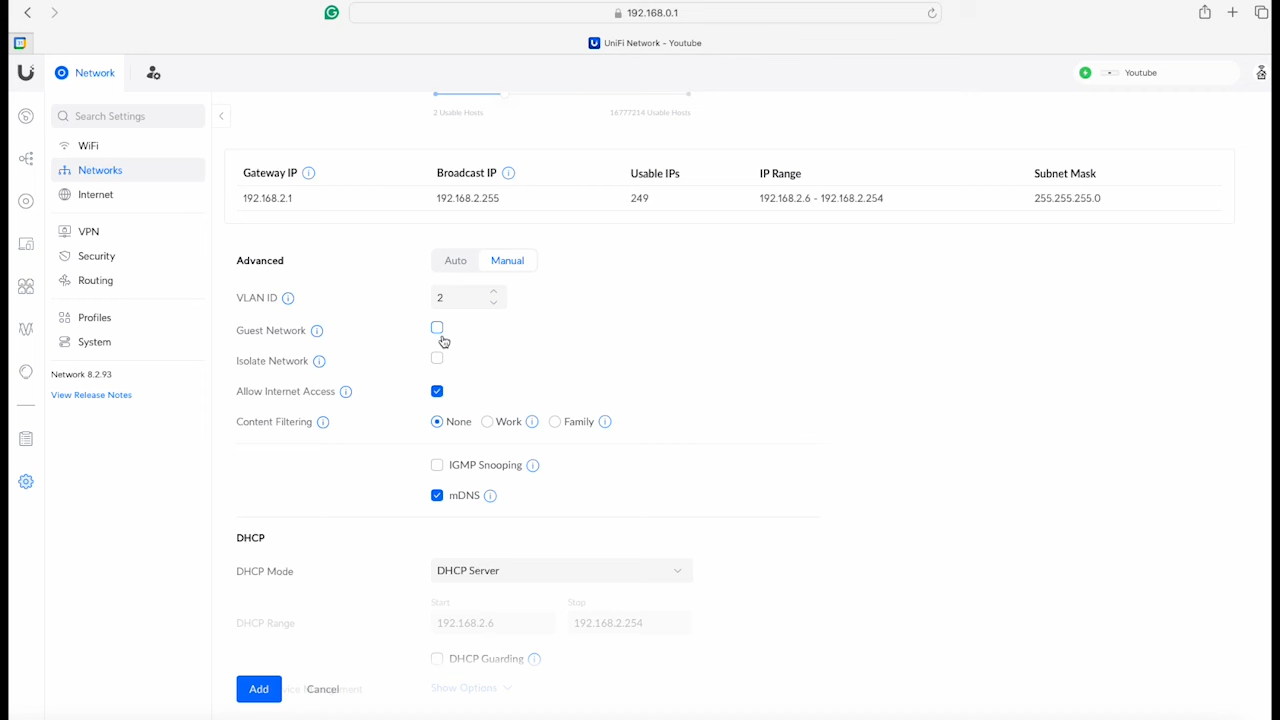 192.168.0.1
UniFi Network - Youtube
Network
Youtube
Search Settings
WiFi
Networks
Internet
VPN
Security
Routing
Profiles
System
Network 8.2.93
View Release Notes
2 Usable Hosts
16777214 Usable Hosts
Gateway IP Broadcast IP Usable IPs IP Range Subnet Mask
192.168.2.1 192.168.2.255 249 192.168.2.6 - 192.168.2.254 255.255.255.0
Advanced Auto Manual
VLAN ID 2
Guest Network
Isolate Network
Allow Internet Access
Content Filtering None Work Family
IGMP Snooping
mDNS
DHCP
DHCP Mode DHCP Server
Start Stop
DHCP Range 192.168.2.6 192.168.2.254
DHCP Guarding
Show Options
Add Cancel